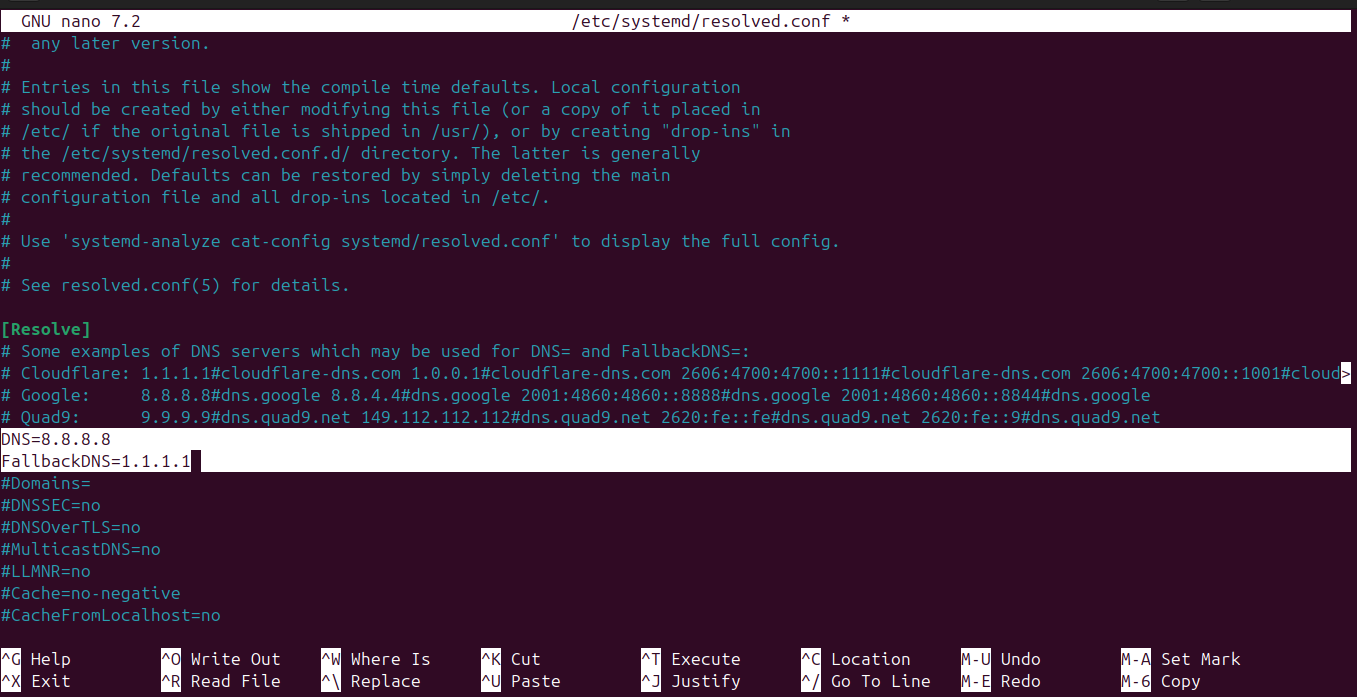 GNU nano 7.2 /etc/systemd/resolved.conf *
#  any later version.
#
# Entries in this file show the compile time defaults. Local configuration
# should be created by either modifying this file (or a copy of it placed in
# /etc/ if the original file is shipped in /usr/), or by creating "drop-ins" in
# the /etc/systemd/resolved.conf.d/ directory. The latter is generally
# recommended. Defaults can be restored by simply deleting the main
# configuration file and all drop-ins located in /etc/.
#
# Use 'systemd-analyze cat-config systemd/resolved.conf' to display the full config.
#
# See resolved.conf(5) for details.

[Resolve]
# Some examples of DNS servers which may be used for DNS= and FallbackDNS=:
# Cloudflare: 1.1.1.1#cloudflare-dns.com 1.0.0.1#cloudflare-dns.com 2606:4700:4700::1111#cloudflare-dns.com 2606:4700:4700::1001#cloud>
# Google:     8.8.8.8#dns.google 8.8.4.4#dns.google 2001:4860:4860::8888#dns.google 2001:4860:4860::8844#dns.google
# Quad9:      9.9.9.9#dns.quad9.net 149.112.112.112#dns.quad9.net 2620:fe::fe#dns.quad9.net 2620:fe::9#dns.quad9.net
DNS=8.8.8.8
FallbackDNS=1.1.1.1
#Domains=
#DNSSEC=no
#DNSOverTLS=no
#MulticastDNS=no
#LLMNR=no
#Cache=no-negative
#CacheFromLocalhost=no

^G Help ^O Write Out ^W Where Is ^K Cut ^T Execute ^C Location M-U Undo M-A Set Mark
^X Exit ^R Read File ^\ Replace ^U Paste ^J Justify ^/ Go To Line M-E Redo M-6 Copy